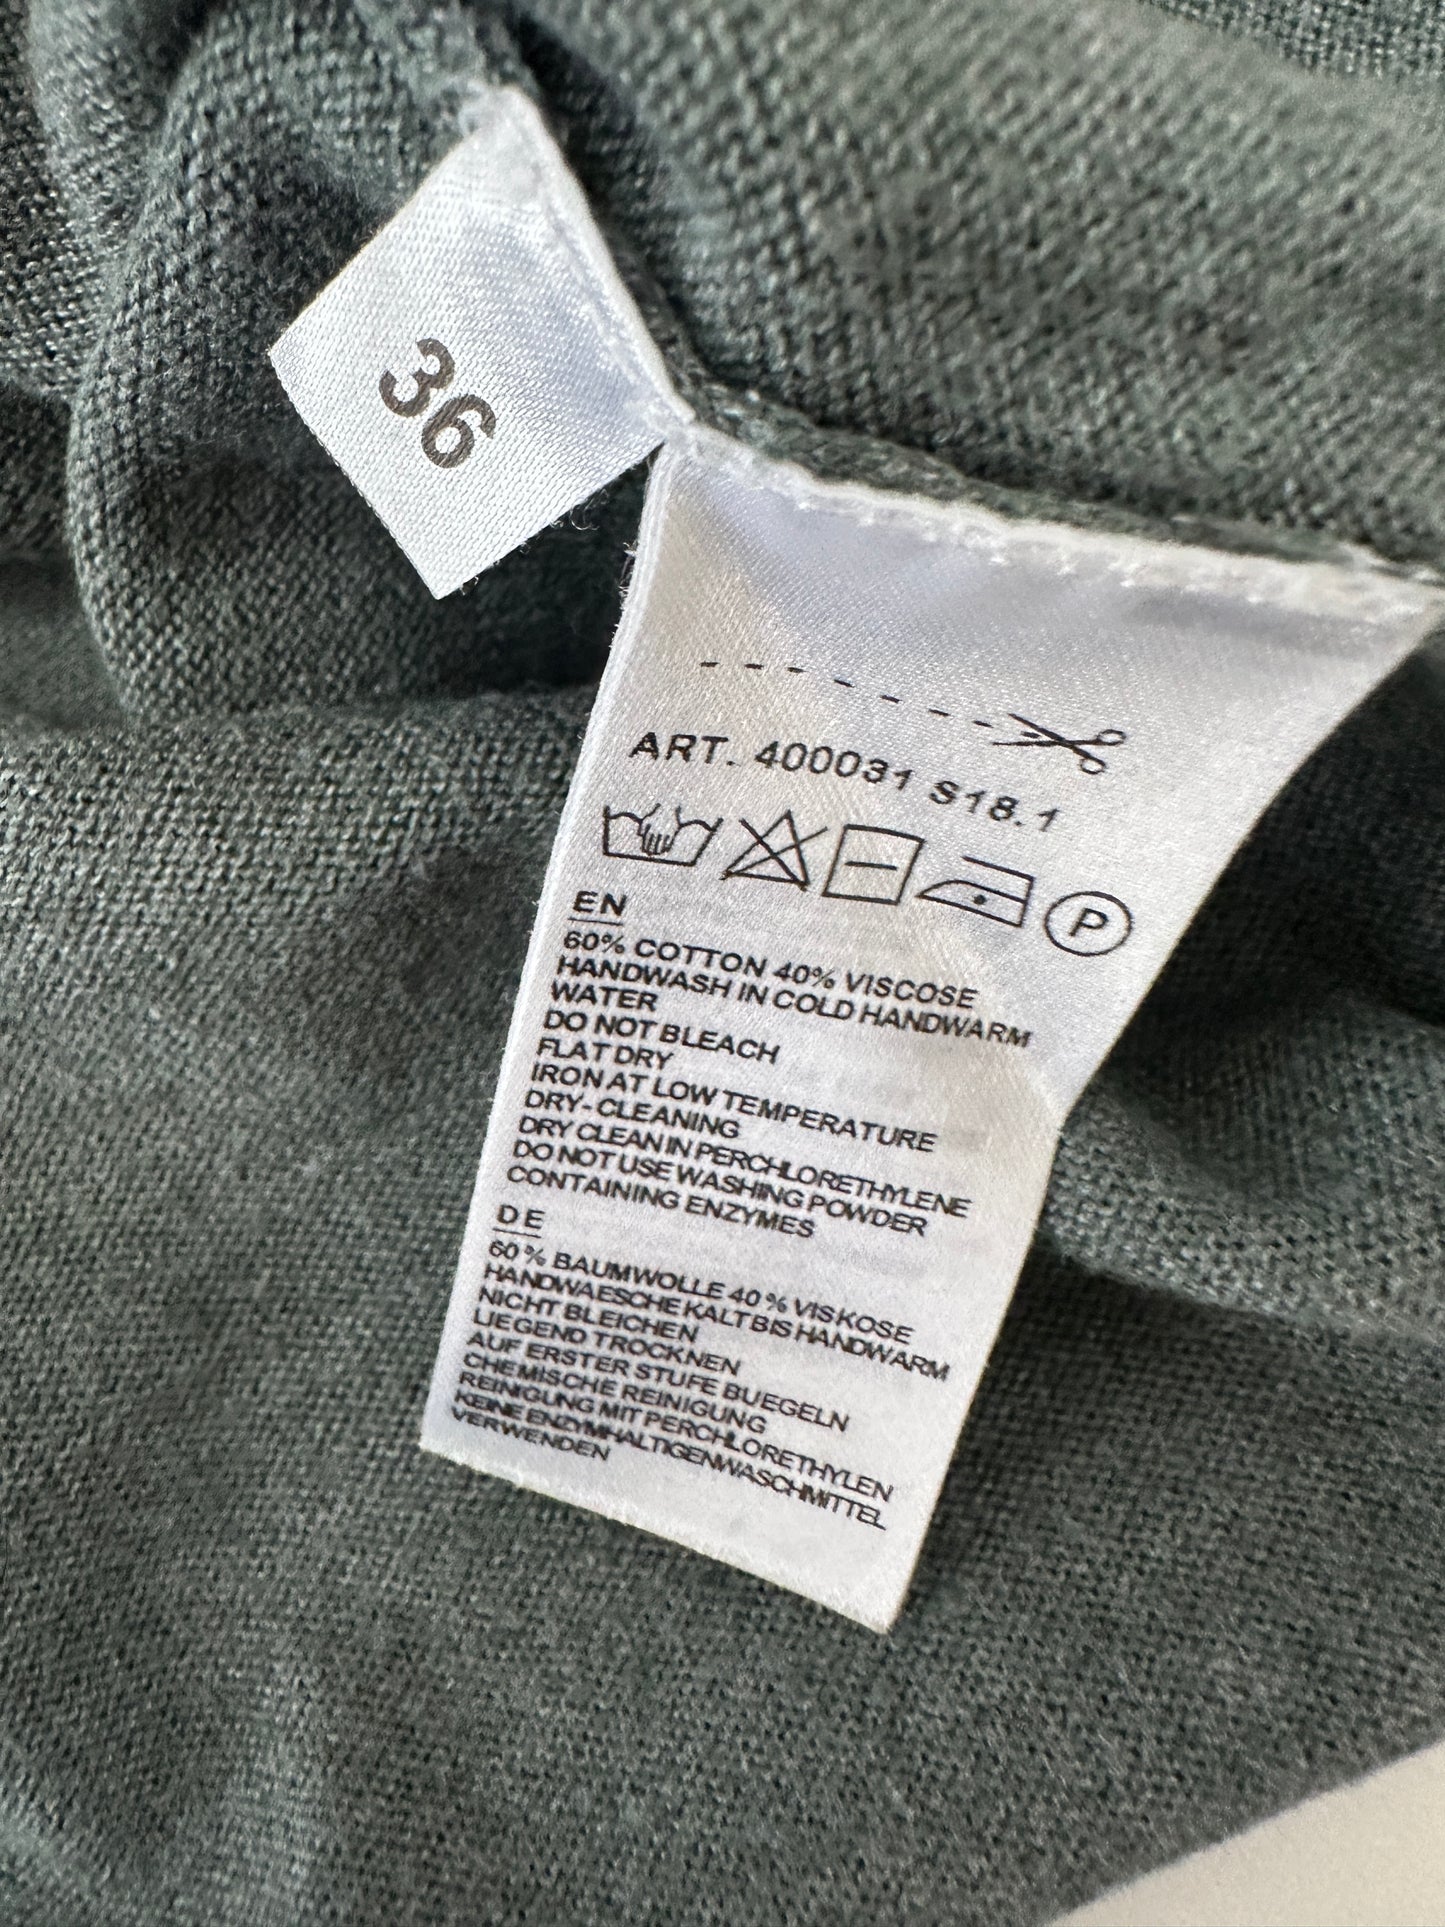 36
ART. 400031 S18.1
P
EN
60% COTTON 40% VISCOSE
HANDWASH IN COLD HANDWARM
WATER
DO NOT BLEACH
FLAT DRY
IRON AT LOW TEMPERATURE
DRY-CLEANING
DRY CLEAN IN PERCHLORETHYLENE
DO NOT USE WASHING POWDER
CONTAINING ENZYMES
DE
60 % BAUMWOLLE 40 % VISKOSE
HANDWAESCHE KALT BIS HANDWARM
NICHT BLEICHEN
LIEGEND TROCKNEN
AUF ERSTER STUFE BUEGELN
CHEMISCHE REINIGUNG
REINIGUNG MIT PERCHLORETHYLEN
KEINE ENZYMHALTIGEN WASCHMITTEL
VERWENDEN